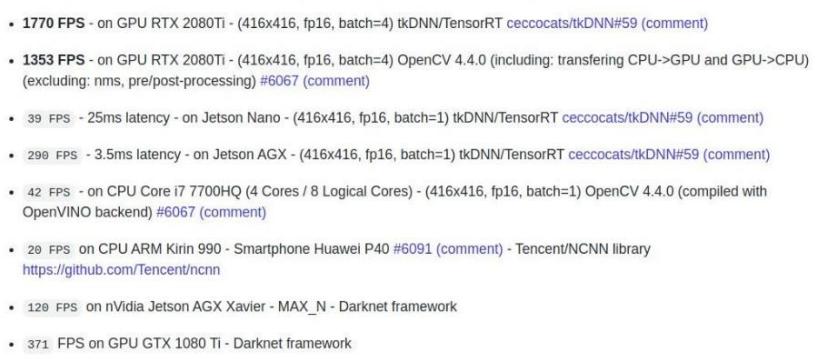 • 1770 FPS - on GPU RTX 2080Ti - (416x416, fp16, batch=4) tkDNN/TensorRT ceccocats/tkDNN#59 (comment)
• 1353 FPS - on GPU RTX 2080Ti - (416x416, fp16, batch=4) OpenCV 4.4.0 (including: transfering CPU->GPU and GPU->CPU)
(excluding: nms, pre/post-processing) #6067 (comment)
• 39 FPS - 25ms latency - on Jetson Nano - (416x416, fp16, batch=1) tkDNN/TensorRT ceccocats/tkDNN#59 (comment)
• 290 FPS - 3.5ms latency - on Jetson AGX - (416x416, fp16, batch=1) tkDNN/TensorRT ceccocats/tkDNN#59 (comment)
• 42 FPS - on CPU Core i7 7700HQ (4 Cores / 8 Logical Cores) - (416x416, fp16, batch=1) OpenCV 4.4.0 (compiled with
OpenVINO backend) #6067 (comment)
• 20 FPS on CPU ARM Kirin 990 - Smartphone Huawei P40 #6091 (comment) - Tencent/NCNN library
https://github.com/Tencent/ncnn
• 120 FPS on nVidia Jetson AGX Xavier - MAX_N - Darknet framework
• 371 FPS on GPU GTX 1080 Ti - Darknet framework